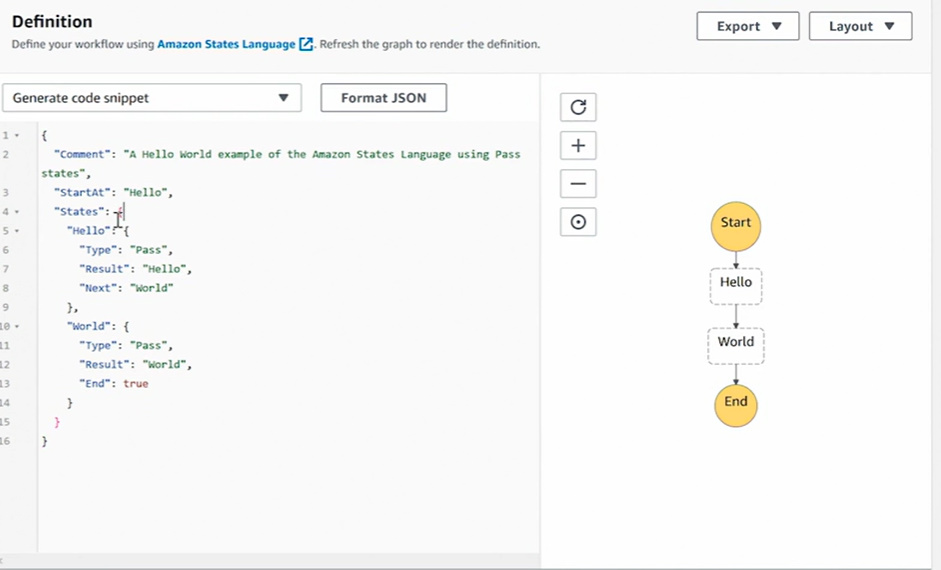 Definition
Define your workflow using Amazon States Language. Refresh the graph to render the definition.
Export
Layout
Generate code snippet
Format JSON
1 {
2 "Comment": "A Hello World example of the Amazon States Language using Pass
states",
3 "StartAt": "Hello",
4 "States": {
5 "Hello": {
6 "Type": "Pass",
7 "Result": "Hello",
8 "Next": "World"
9 },
10 "World": {
11 "Type": "Pass",
12 "Result": "World",
13 "End": true
14 }
15 }
16 }
Start
Hello
World
End